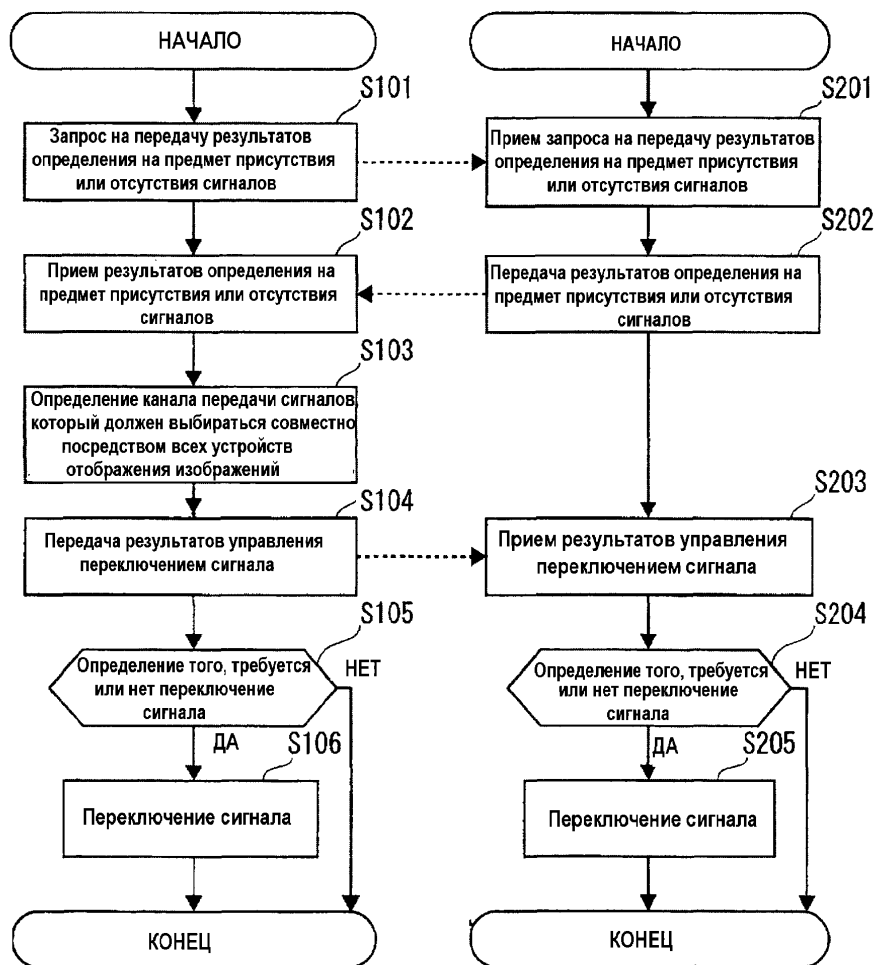 НАЧАЛО
S101
Запрос на передачу результатов
определения на предмет присутствия
или отсутствия сигналов
S102
Прием результатов определения на
предмет присутствия или отсутствия
сигналов
S103
Определение канала передачи сигналов,
который должен выбираться совместно
посредством всех устройств
отображения изображений
S104
Передача результатов управления
переключением сигнала
S105
Определение того, требуется
или нет переключение
сигнала
НЕТ
ДА
S106
Переключение сигнала
КОНЕЦ
НАЧАЛО
S201
Прием запроса на передачу результатов
определения на предмет присутствия
или отсутствия сигналов
S202
Передача результатов определения на
предмет присутствия или отсутствия
сигналов
S203
Прием результатов управления
переключением сигнала
S204
Определение того, требуется
или нет переключение
сигнала
НЕТ
ДА
S205
Переключение сигнала
КОНЕЦ